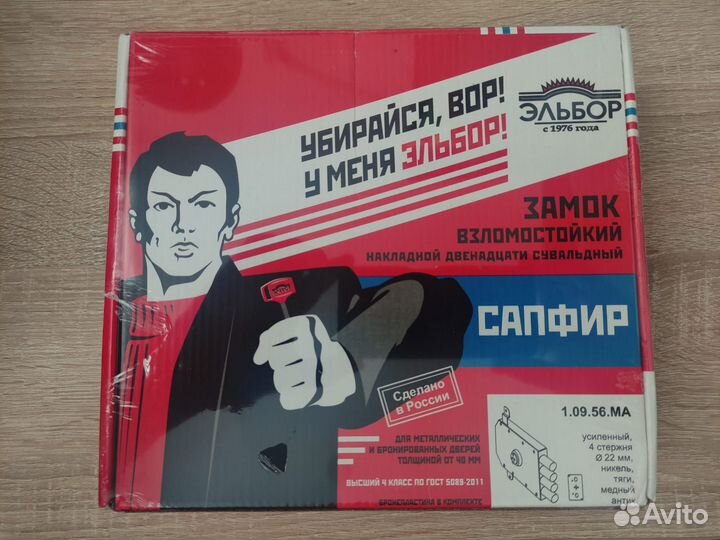 УБИРАЙСЯ, ВОР!
У МЕНЯ ЭЛЬБОР!
ЭЛЬБОР
с 1976 года
ЗАМОК
ВЗЛОМОСТОЙКИЙ
НАКЛАДНОЙ ДВЕНАДЦАТИ СУВАЛЬДНЫЙ
САПФИР
Сделано
в России
ДЛЯ МЕТАЛЛИЧЕСКИХ
И БРОНИРОВАННЫХ ДВЕРЕЙ
ТОЛЩИНОЙ ОТ 40 ММ
ВЫСШИЙ 4 КЛАСС ПО ГОСТ 5089-2011
БРОНЕПЛАСТИНА В КОМПЛЕКТЕ
1.09.56.МА
усиленный,
4 стержня
Ø 22 мм,
никель,
тяги,
медный
антик
Avito